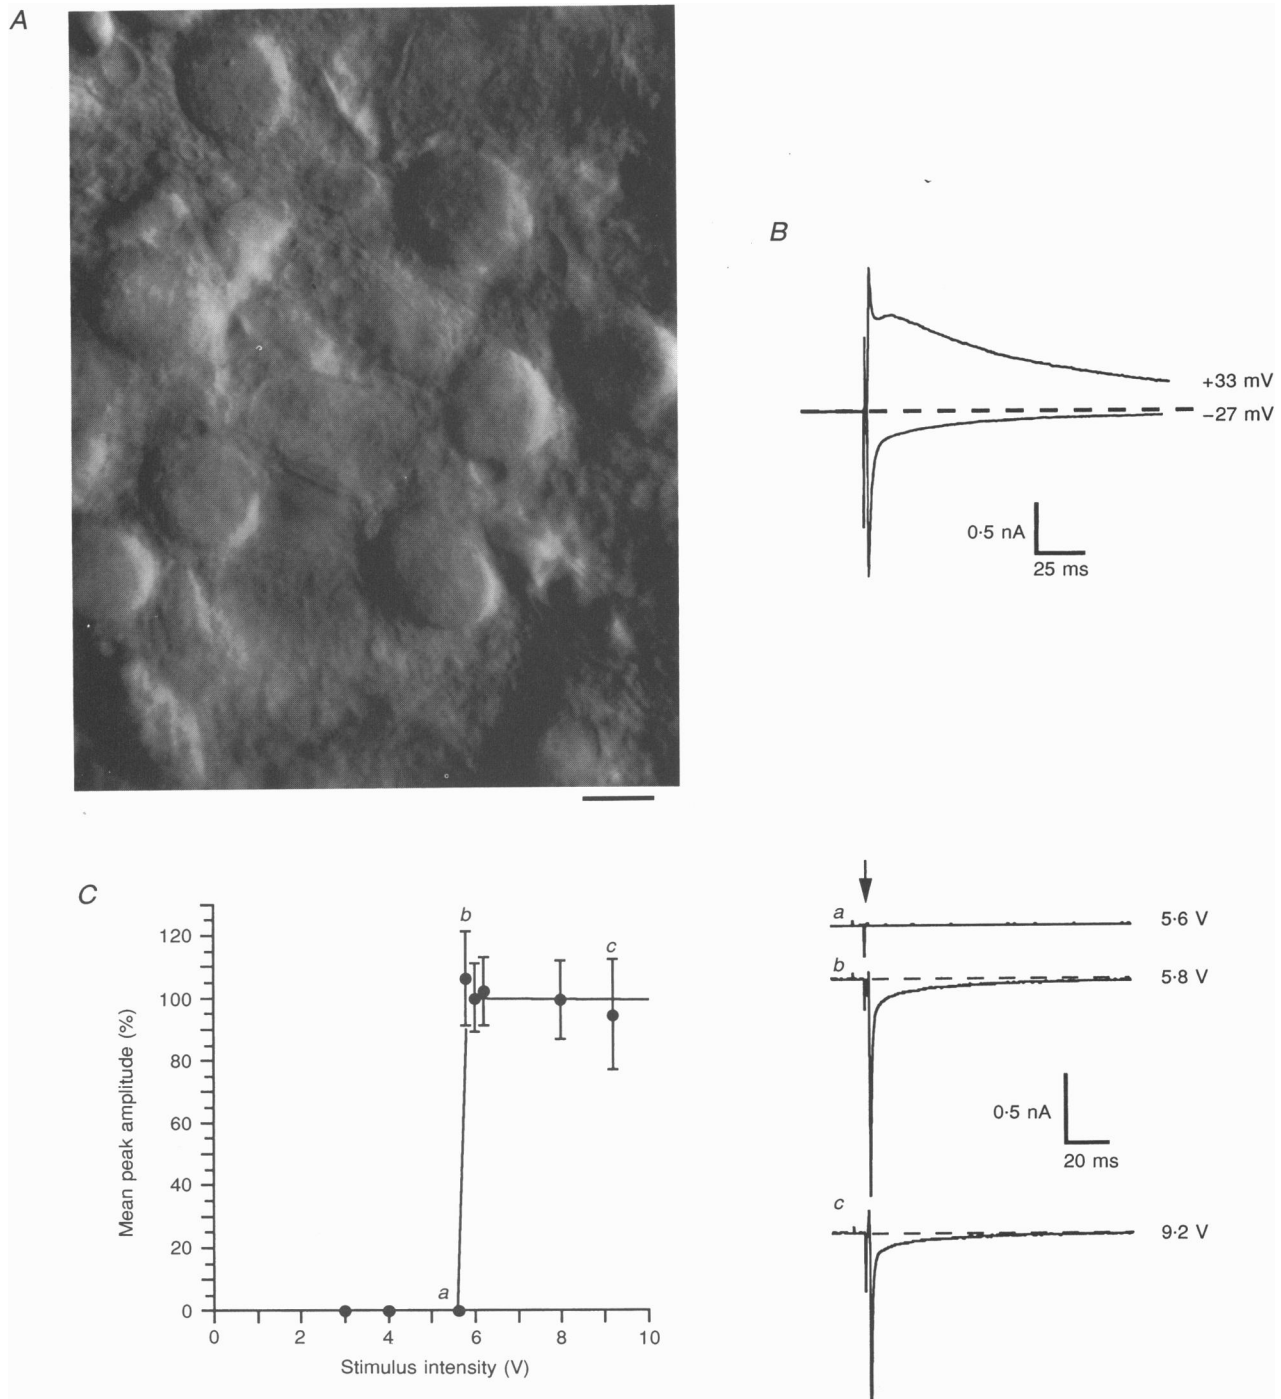 A
B
+33 mV
−27 mV
0·5 nA
25 ms
C
Mean peak amplitude (%)
120
100
80
60
40
20
0
b
c
a
0 2 4 6 8 10
Stimulus intensity (V)
a
5·6 V
b
5·8 V
0·5 nA
20 ms
c
9·2 V